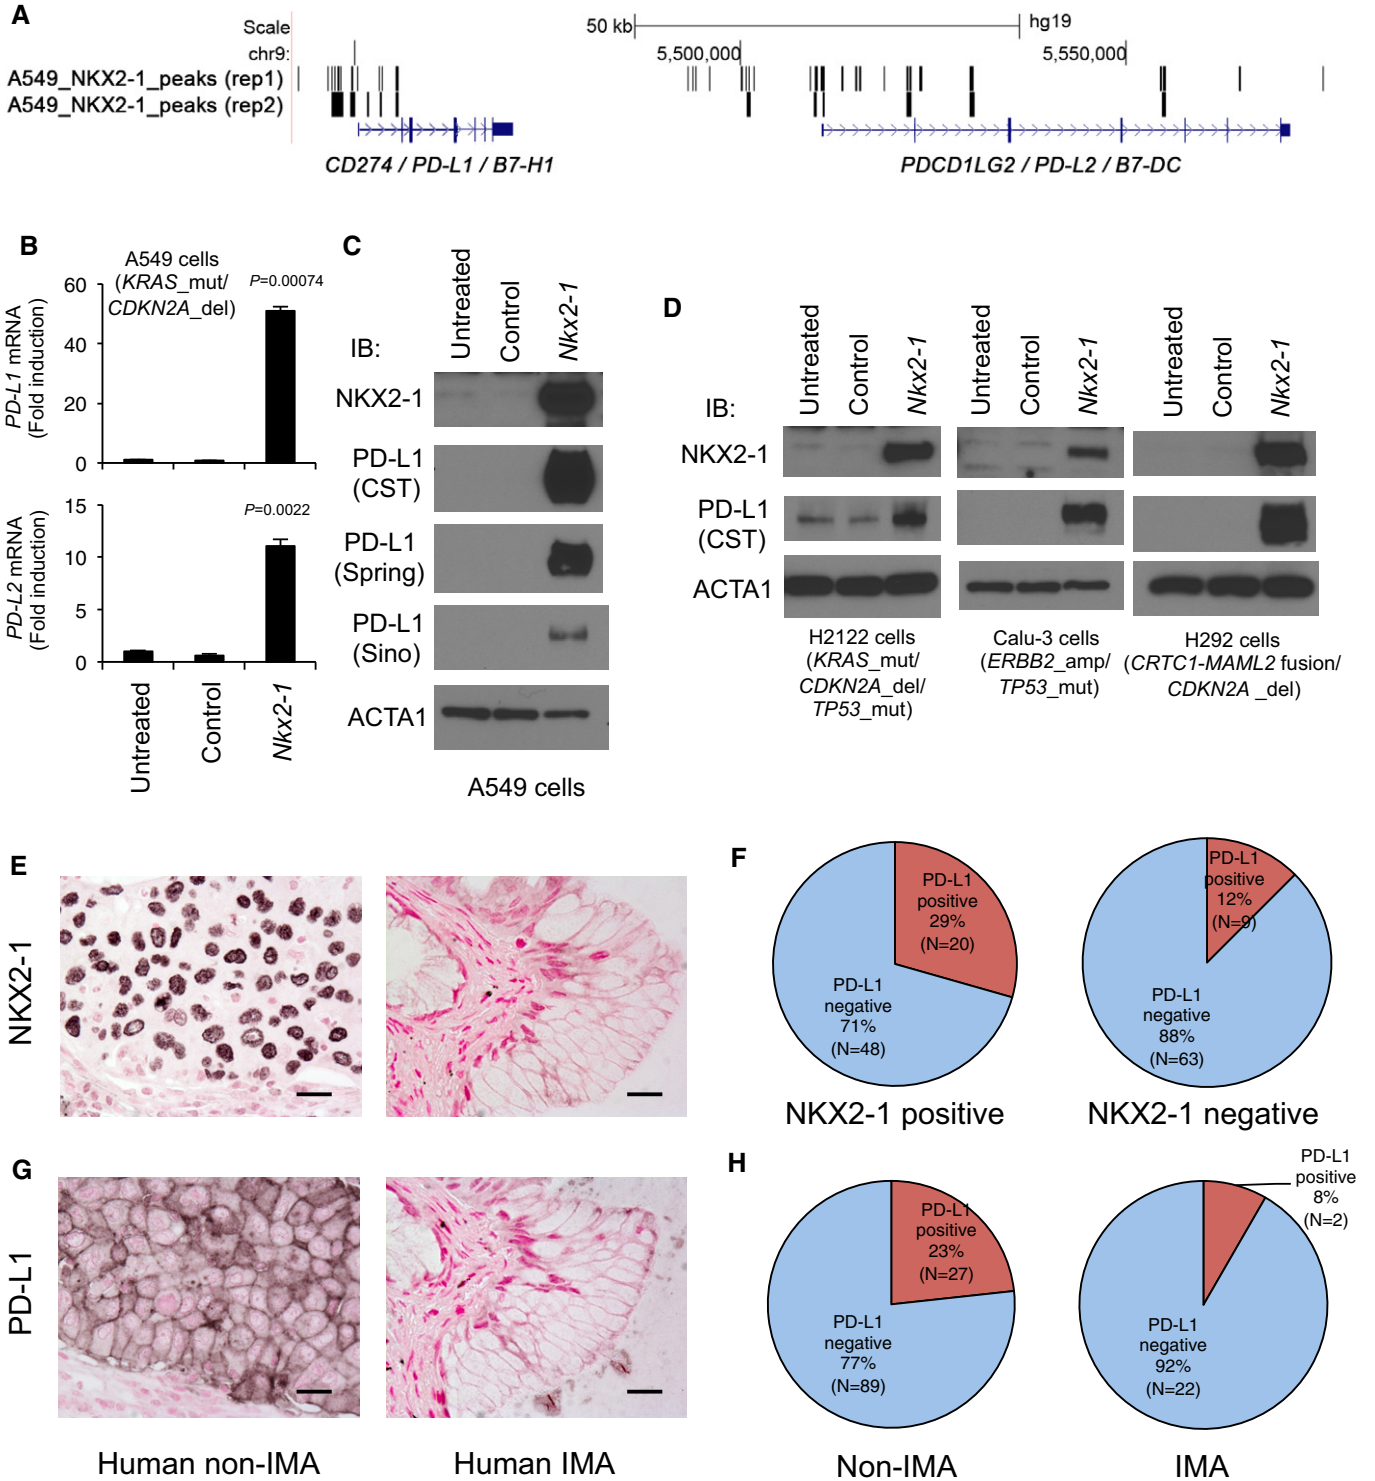 A
Scale
50 kb
hg19
chr9:
5,500,000
5,550,000
A549_NKX2-1_peaks (rep1)
A549_NKX2-1_peaks (rep2)
CD274 / PD-L1 / B7-H1
PDCD1LG2 / PD-L2 / B7-DC
B
A549 cells
(KRAS_mut/
CDKN2A_del)
P=0.00074
PD-L1 mRNA
(Fold induction)
60
40
20
0
P=0.0022
PD-L2 mRNA
(Fold induction)
15
10
5
0
Untreated
Control
Nkx2-1
C
Untreated
Control
Nkx2-1
IB:
NKX2-1
PD-L1
(CST)
PD-L1
(Spring)
PD-L1
(Sino)
ACTA1
A549 cells
D
Untreated
Control
Nkx2-1
Untreated
Control
Nkx2-1
Untreated
Control
Nkx2-1
IB:
NKX2-1
PD-L1
(CST)
ACTA1
H2122 cells
(KRAS_mut/
CDKN2A_del/
TP53_mut)
Calu-3 cells
(ERBB2_amp/
TP53_mut)
H292 cells
(CRTC1-MAML2 fusion/
CDKN2A _del)
E
NKX2-1
F
PD-L1
positive
29%
(N=20)
PD-L1
negative
71%
(N=48)
NKX2-1 positive
PD-L1
positive
12%
(N=9)
PD-L1
negative
88%
(N=63)
NKX2-1 negative
G
PD-L1
Human non-IMA
Human IMA
H
PD-L1
positive
23%
(N=27)
PD-L1
negative
77%
(N=89)
Non-IMA
PD-L1
positive
8%
(N=2)
PD-L1
negative
92%
(N=22)
IMA